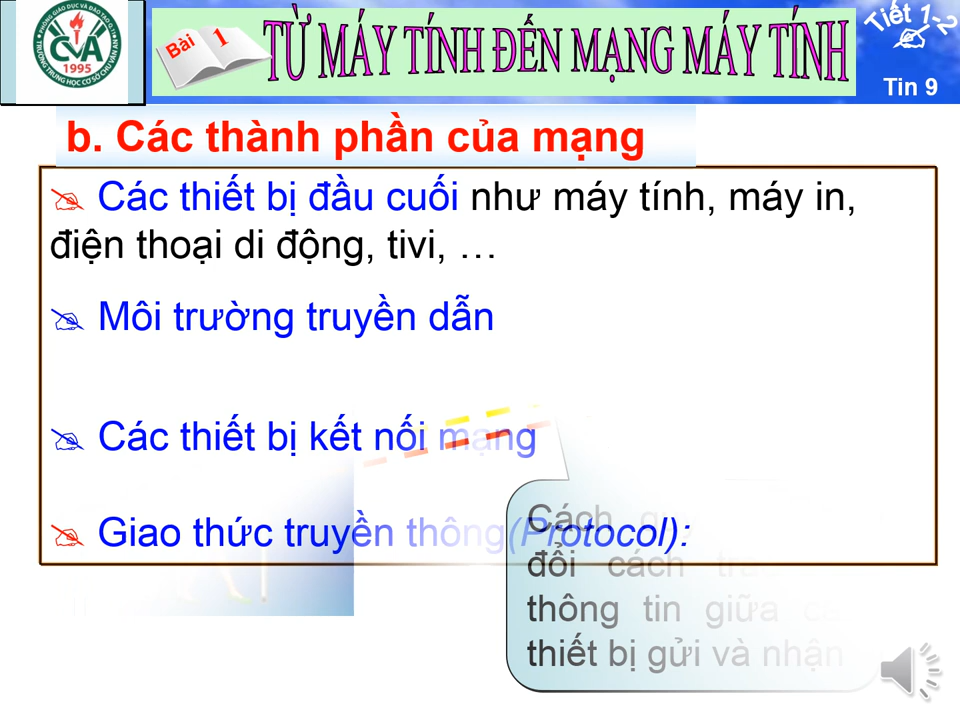 CVA
1995
Bài 1
TỪ MÁY TÍNH ĐẾN MẠNG MÁY TÍNH
Tiết 1-2
Tin 9
b. Các thành phần của mạng
Các thiết bị đầu cuối như máy tính, máy in,
điện thoại di động, tivi, …
Môi trường truyền dẫn
Các thiết bị kết nối mạng
Giao thức truyền thông(Protocol):
Cách
đổi cách
thông tin giữa
thiết bị gửi và nhận